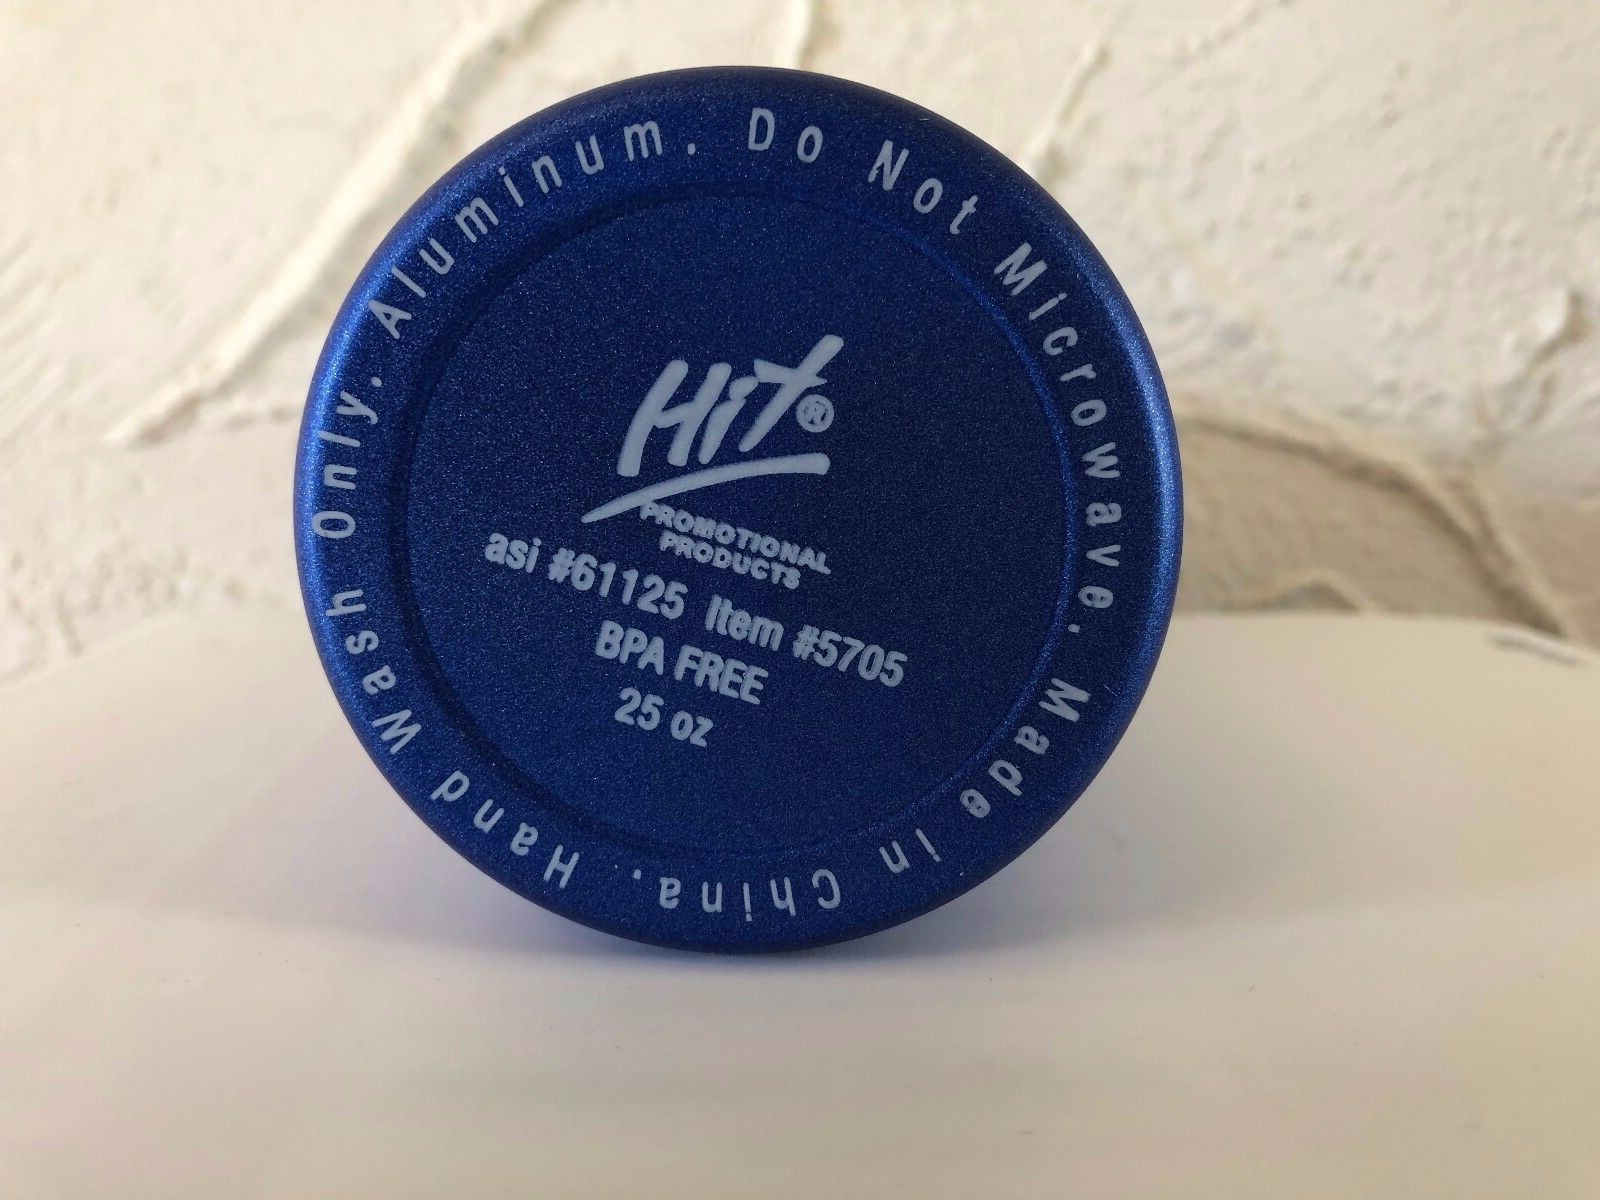 Aluminum. Do Not Microwave. Made in China. Hand Wash Only.
Hit®
PROMOTIONAL
PRODUCTS
asi #61125 Item #5705
BPA FREE
25 oz